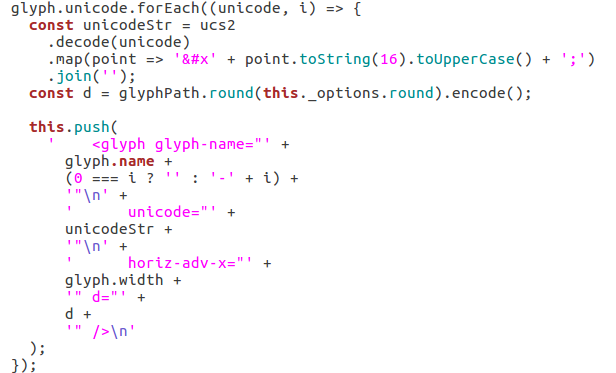 glyph.unicode.forEach((unicode, i) => {
  const unicodeStr = ucs2
    .decode(unicode)
    .map(point => '&#x' + point.toString(16).toUpperCase() + ';')
    .join('');
  const d = glyphPath.round(this._options.round).encode();

  this.push(
    '    <glyph glyph-name="' +
      glyph.name +
      (0 === i ? '' : '-' + i) +
      '"\n' +
      '      unicode="' +
      unicodeStr +
      '"\n' +
      '      horiz-adv-x="' +
      glyph.width +
      '" d="' +
      d +
      '" />\n'
  );
});